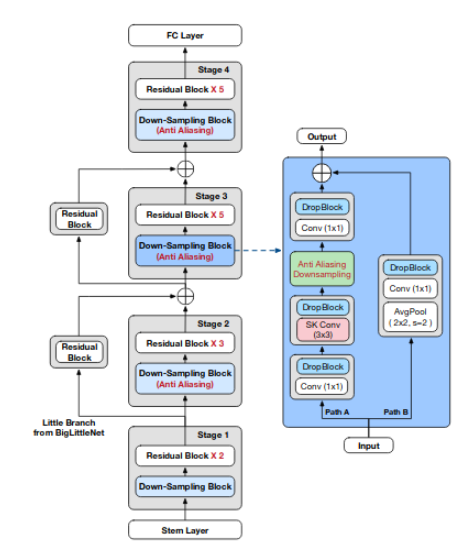 FC Layer
Stage 4
Residual Block X 5
Down-Sampling Block
(Anti Aliasing)
Stage 3
Residual Block X 5
Down-Sampling Block
(Anti Aliasing)
Residual
Block
Stage 2
Residual Block X 3
Down-Sampling Block
(Anti Aliasing)
Residual
Block
Little Branch
from BigLittleNet
Stage 1
Residual Block X 2
Down-Sampling Block
Stem Layer
Output
DropBlock
Conv (1x1)
Anti Aliasing
Downsampling
DropBlock
SK Conv
(3x3)
DropBlock
Conv (1x1)
DropBlock
Conv (1x1)
AvgPool
( 2x2, s=2 )
Path A
Path B
Input